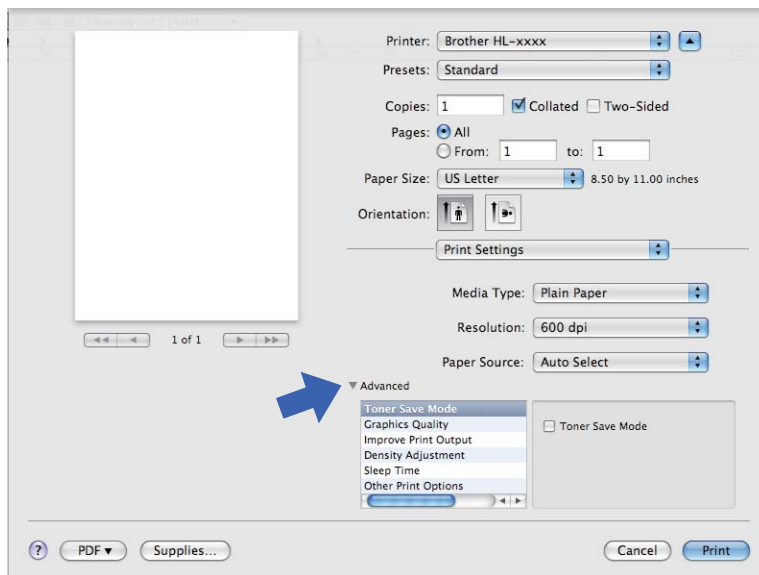 Printer: Brother HL-xxxx
Presets: Standard
Copies: 1 Collated Two-Sided
Pages: All
From: 1 to: 1
Paper Size: US Letter 8.50 by 11.00 inches
Orientation:
Print Settings
Media Type: Plain Paper
Resolution: 600 dpi
1 of 1
Paper Source: Auto Select
Advanced
Toner Save Mode
Graphics Quality
Toner Save Mode
Improve Print Output
Density Adjustment
Sleep Time
Other Print Options
? PDF▾ Supplies... Cancel Print